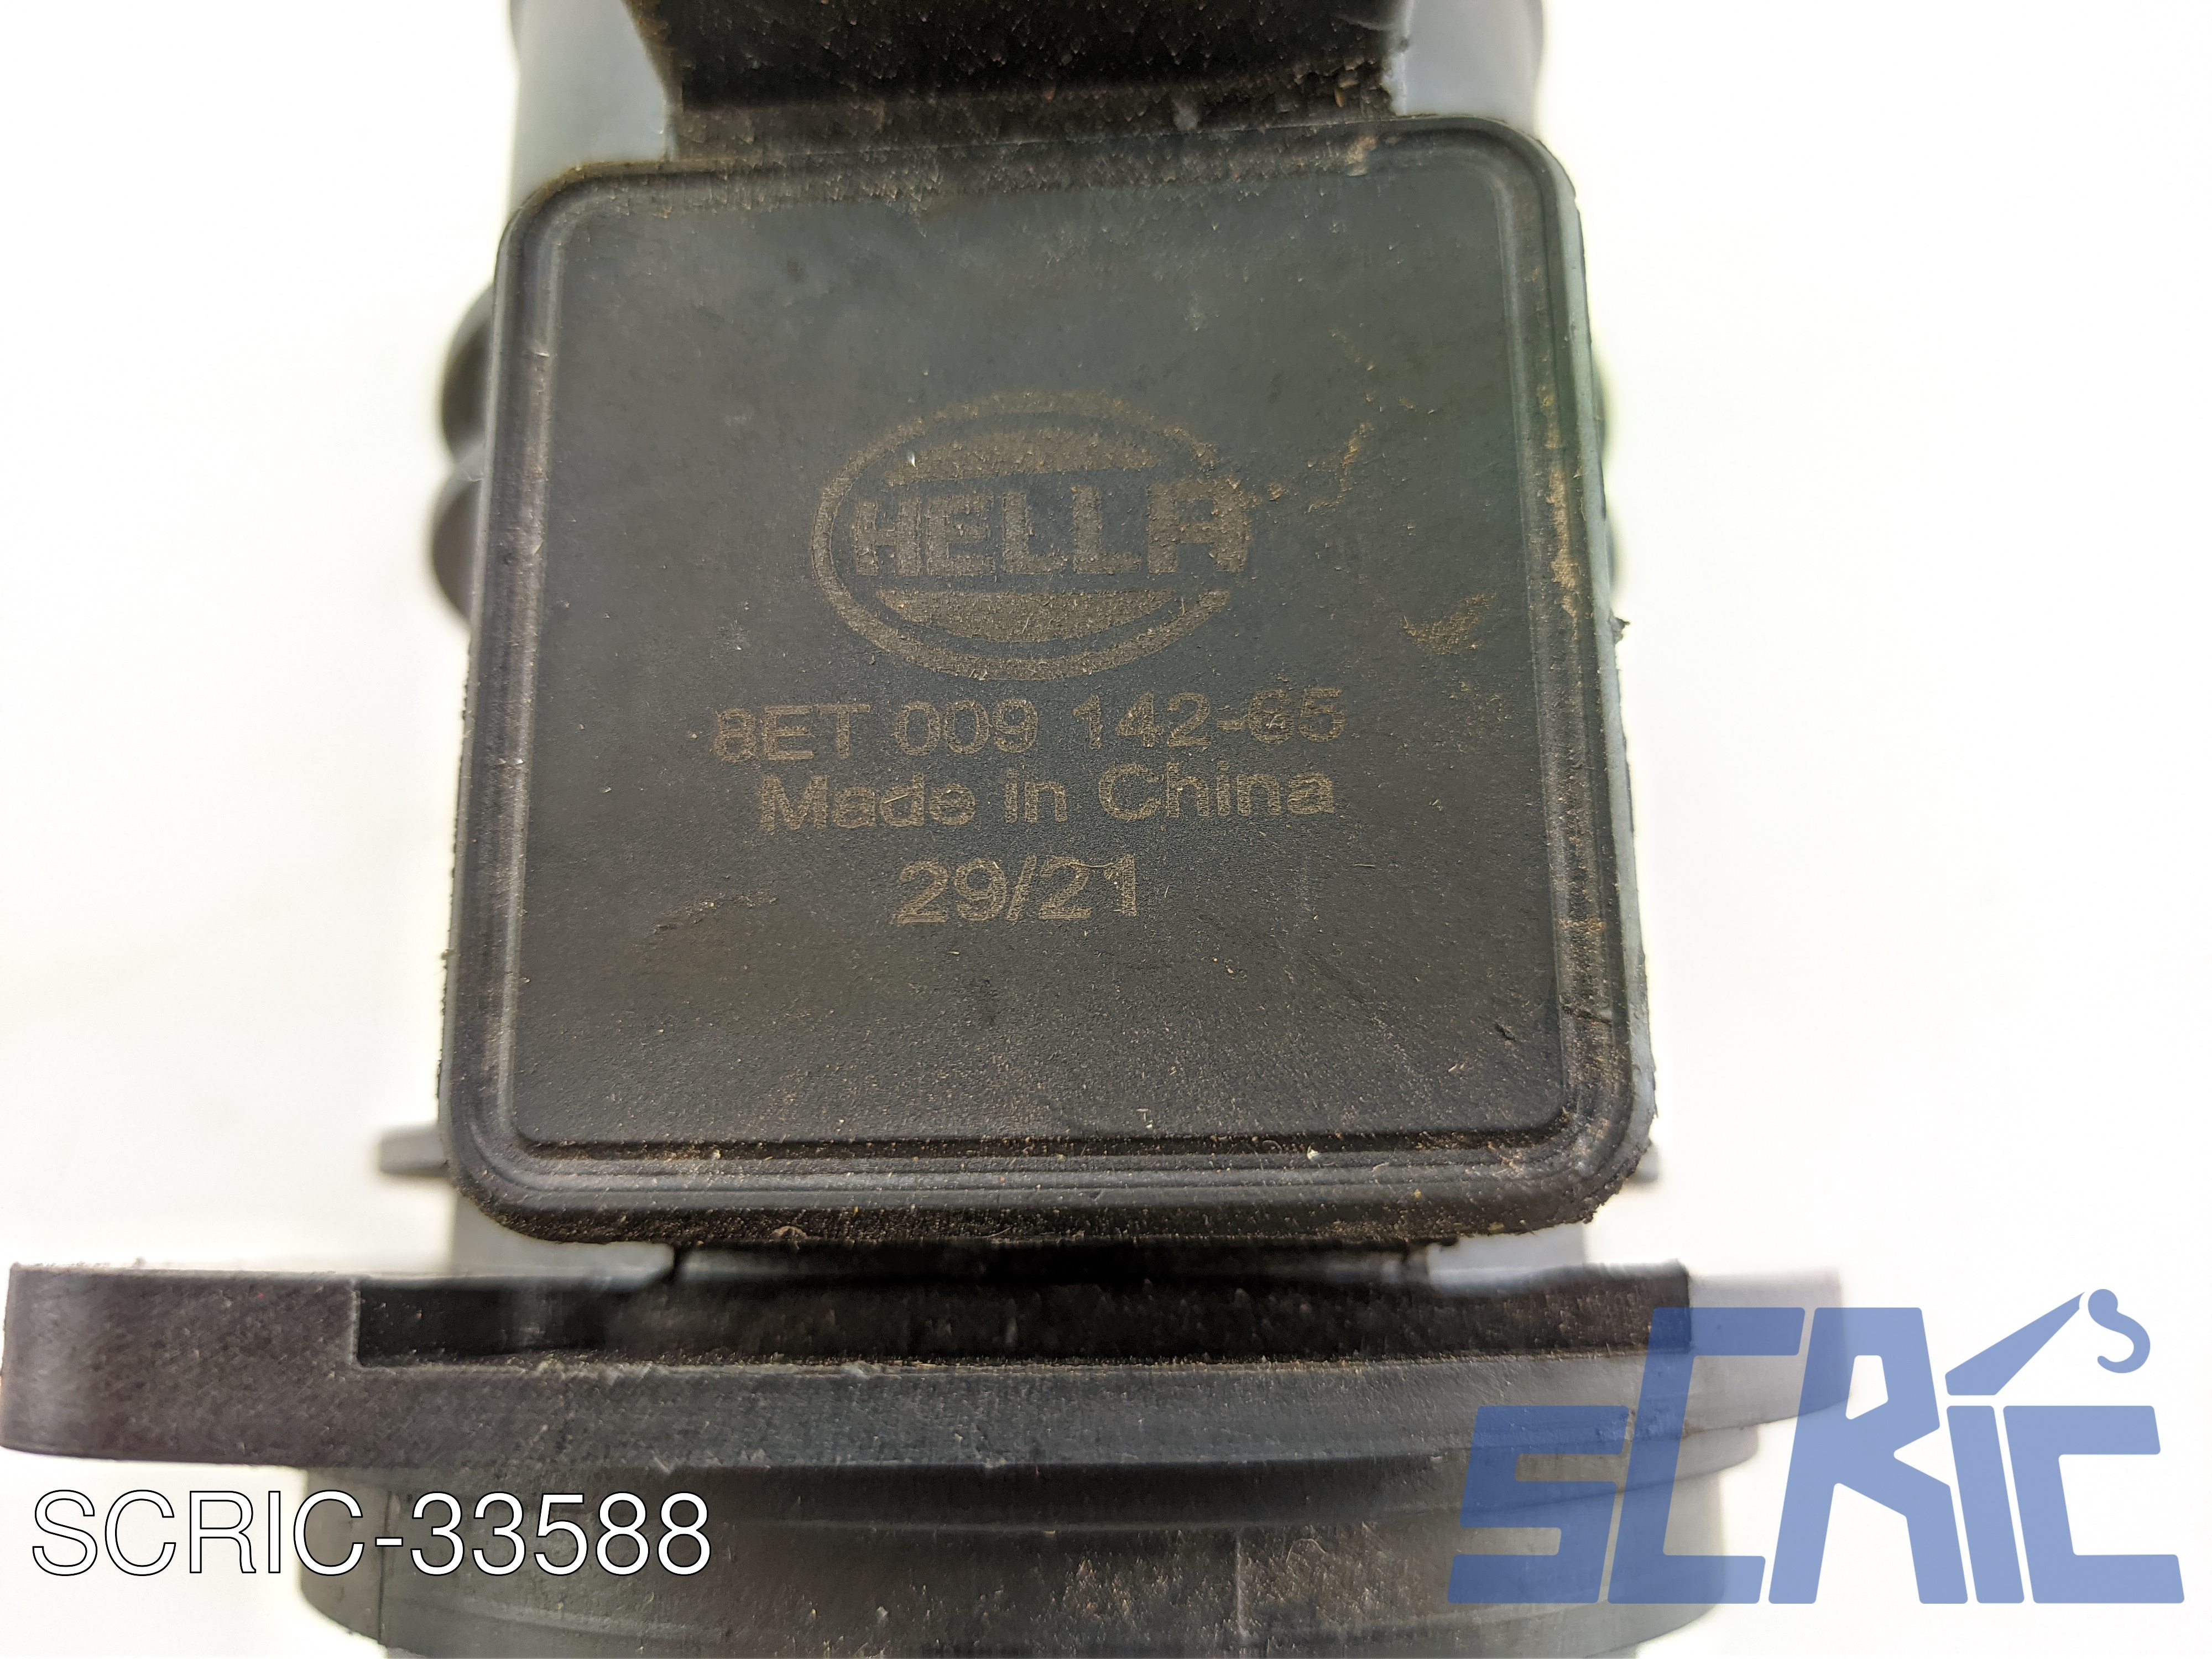 HELLA
8ET 009 142-65
Made in China
29/21
SCRIC-33588
SCRIC